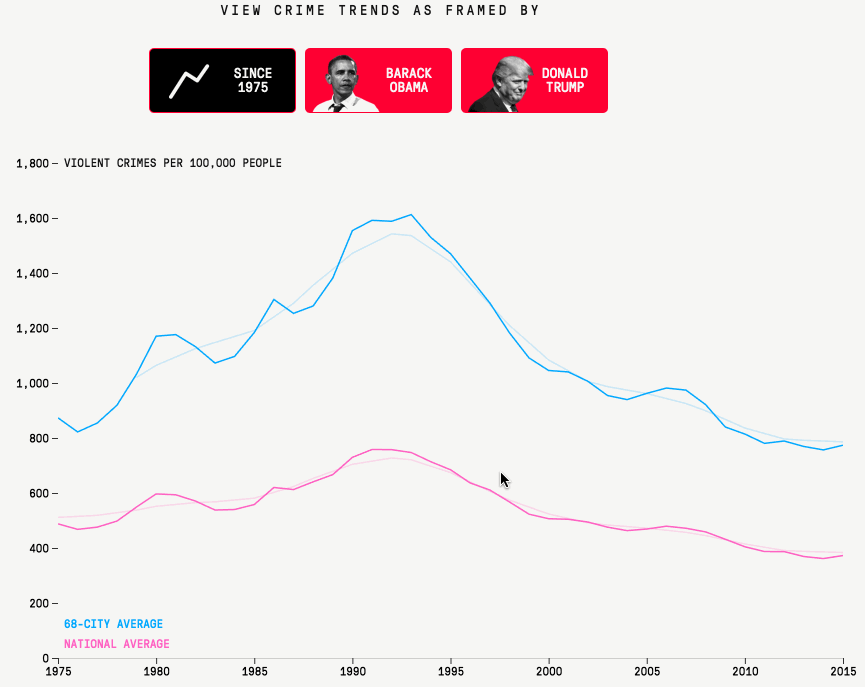 VIEW CRIME TRENDS AS FRAMED BY
SINCE
1975
BARACK
OBAMA
DONALD
TRUMP
1,800
VIOLENT CRIMES PER 100,000 PEOPLE
1,600
1,400
1,200
1,000
800
600
400
200
68-CITY AVERAGE
NATIONAL AVERAGE
0
1975
1980
1985
1990
1995
2000
2005
2010
2015